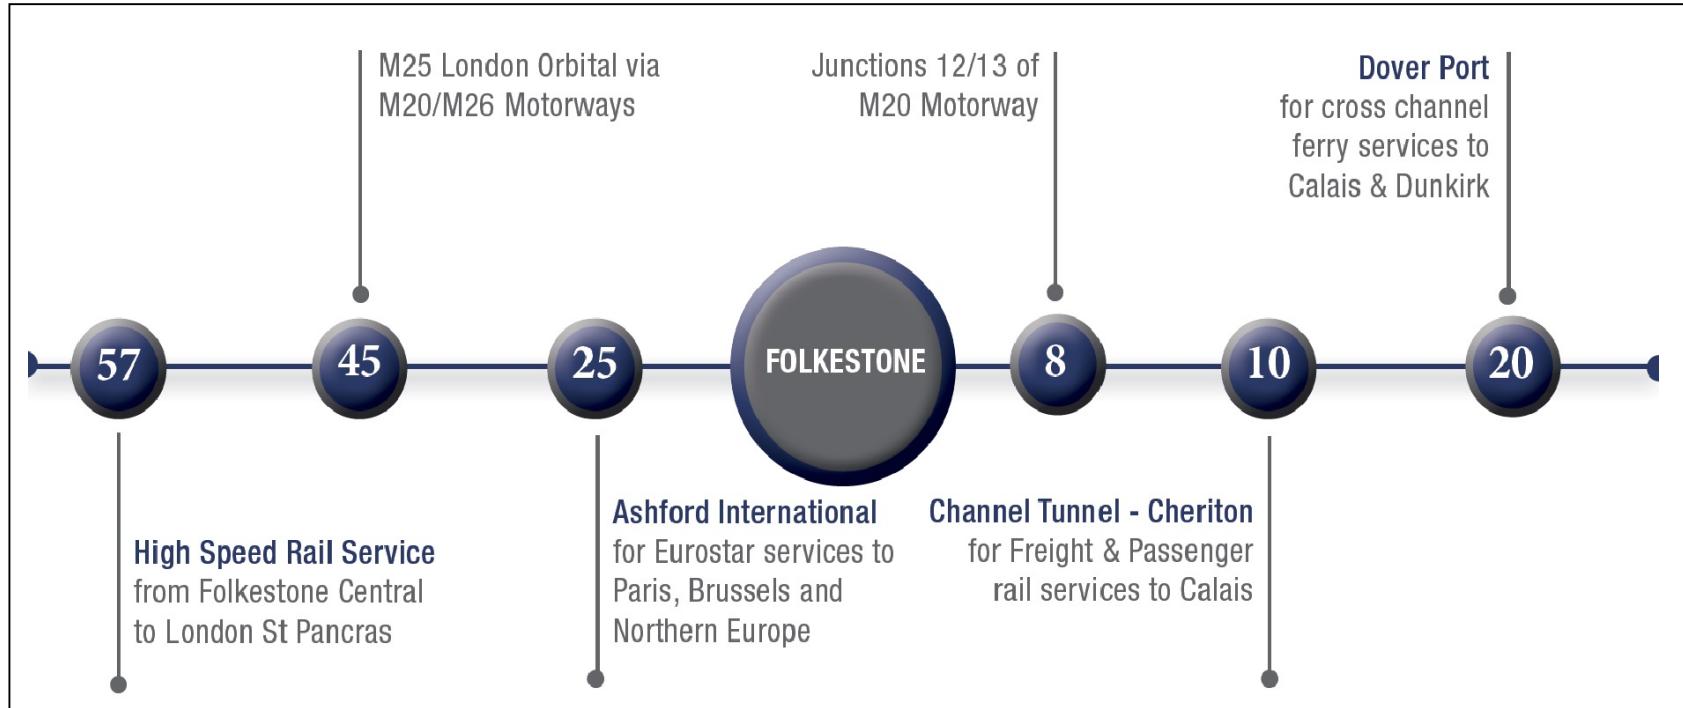 M25 London Orbital via
M20/M26 Motorways
Junctions 12/13 of
M20 Motorway
Dover Port
for cross channel
ferry services to
Calais & Dunkirk
57
45
25
FOLKESTONE
8
10
20
High Speed Rail Service
from Folkestone Central
to London St Pancras
Ashford International
for Eurostar services to
Paris, Brussels and
Northern Europe
Channel Tunnel - Cheriton
for Freight & Passenger
rail services to Calais